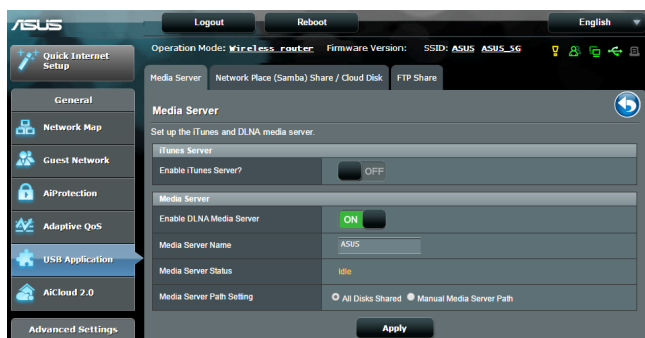 ASUS
Logout
Reboot
English
Quick Internet
Setup
Operation Mode: Wireless router Firmware Version: SSID: ASUS ASUS_5G
Media Server
Network Place (Samba) Share / Cloud Disk
FTP Share
General
Network Map
Guest Network
AiProtection
Adaptive QoS
USB Application
AiCloud 2.0
Advanced Settings
Media Server
Set up the iTunes and DLNA media server.
iTunes Server
Enable iTunes Server? OFF
Media Server
Enable DLNA Media Server ON
Media Server Name ASUS
Media Server Status Idle
Media Server Path Setting All Disks Shared Manual Media Server Path
Apply